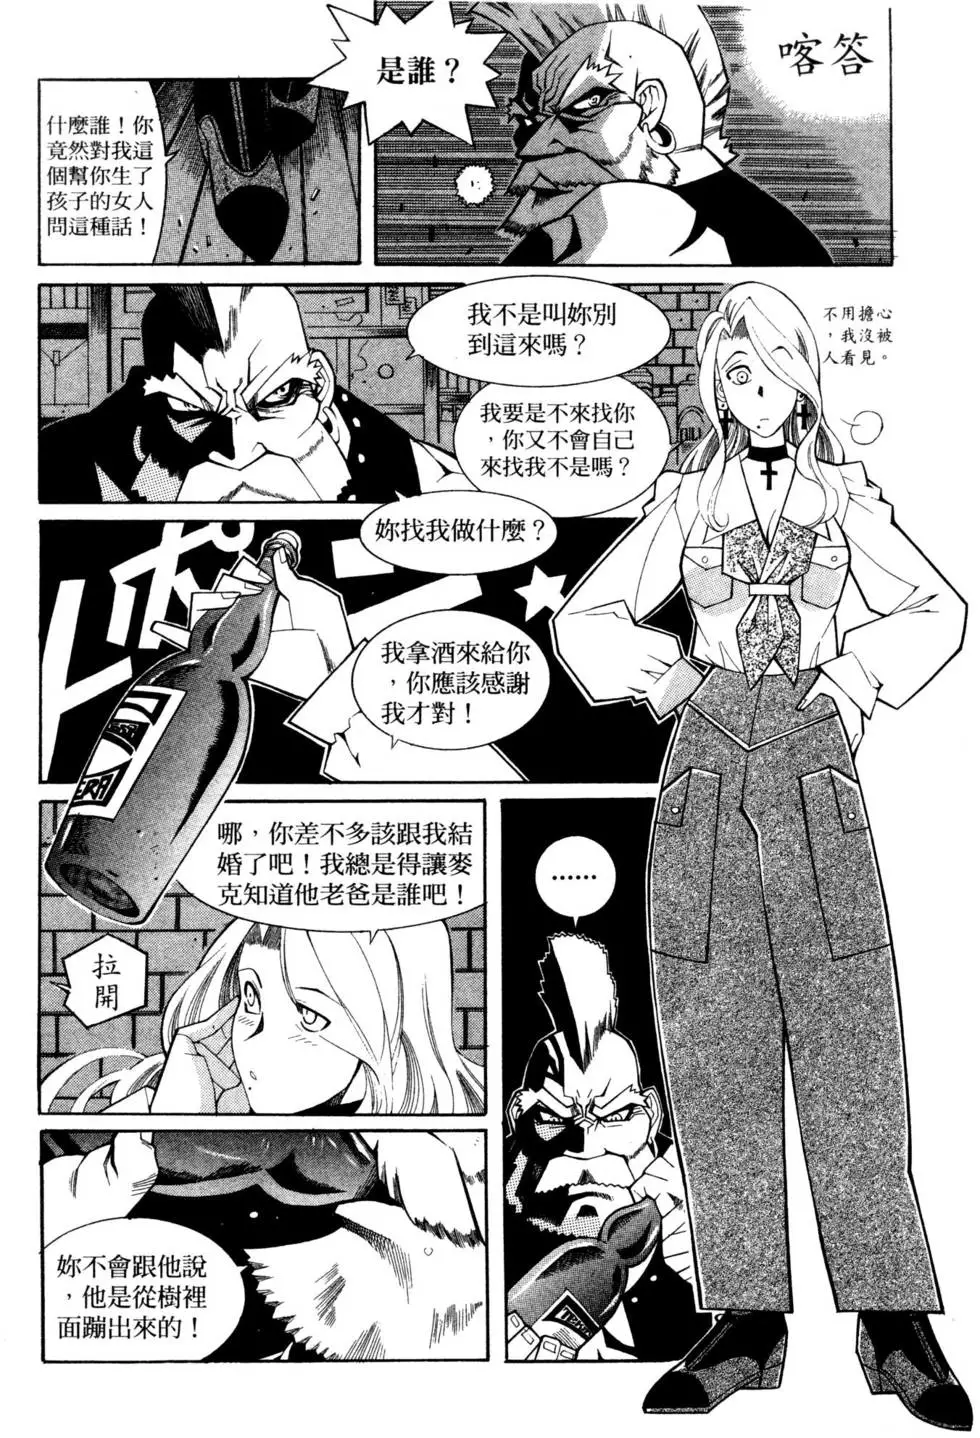 喀答
是誰？
什麼誰！你
竟然對我這
個幫你生了
孩子的女人
問這種話！
我不是叫妳別
到這來嗎？
不用擔心
，我沒被
人看見。
我要是不來找你
，你又不會自己
來找我不是嗎？
妳找我做什麼？
我拿酒來給你
，你應該感謝
我才對！
哪，你差不多該跟我結
婚了吧！我總是得讓麥
克知道他老爸是誰吧！
拉
開
……
妳不會跟他說
，他是從樹裡
面蹦出來的！